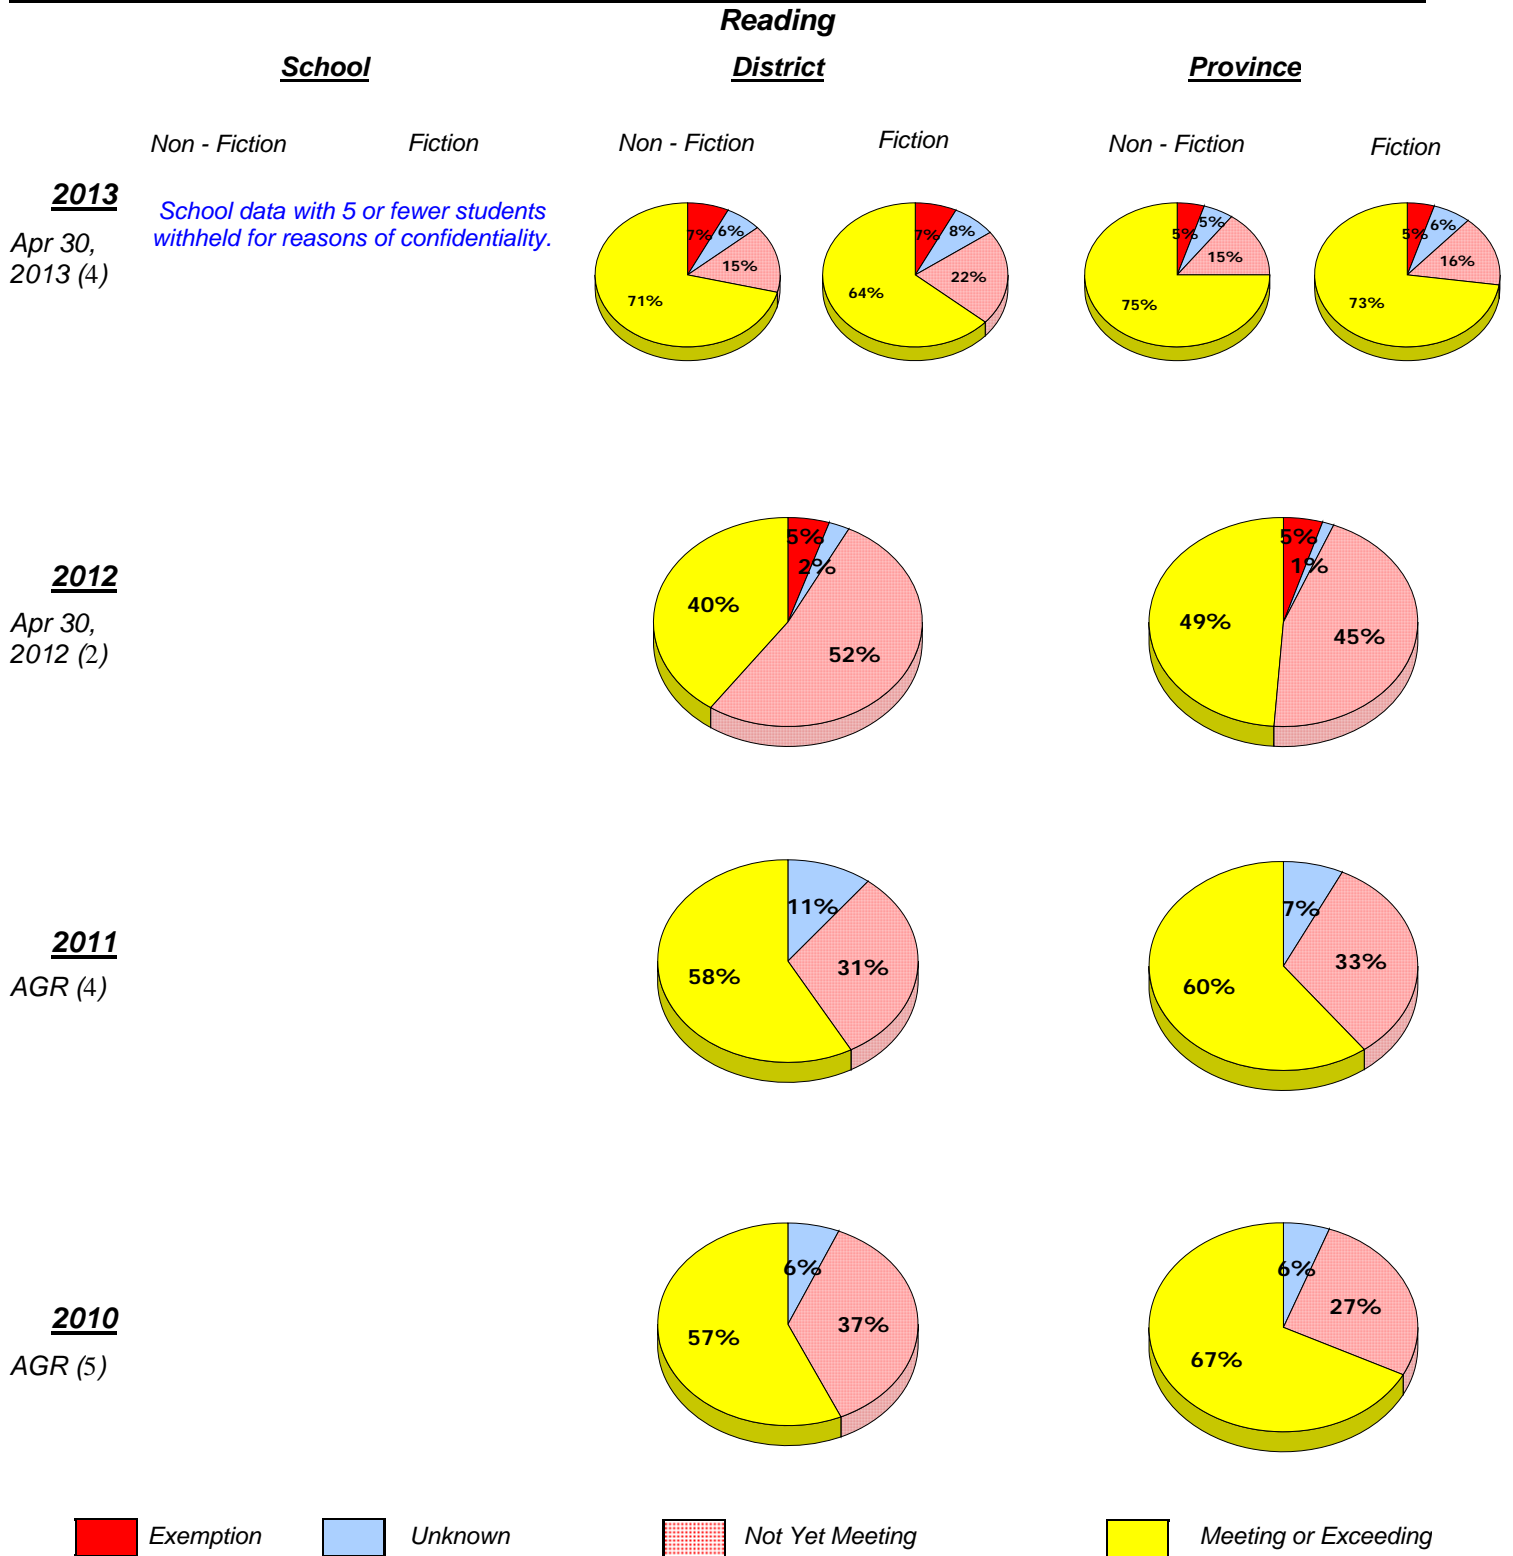 Reading
School District Province
Non - Fiction Fiction Non - Fiction Fiction Non - Fiction Fiction
2013
Apr 30,
2013 (4)
School data with 5 or fewer students
withheld for reasons of confidentiality.
7% 6% 15% 71%
7% 8% 22% 64%
5% 5% 15% 75%
5% 6% 16% 73%
2012
Apr 30,
2012 (2)
5% 2% 40% 52%
5% 1% 49% 45%
2011
AGR (4)
11% 58% 31%
7% 60% 33%
2010
AGR (5)
6% 57% 37%
6% 67% 27%
Exemption Unknown Not Yet Meeting Meeting or Exceeding